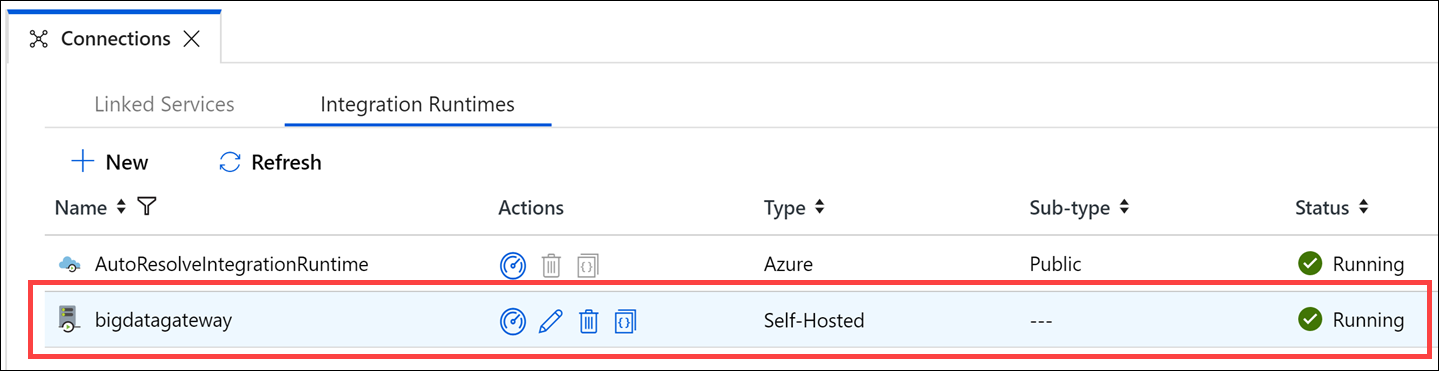 Connections
Linked Services Integration Runtimes
New Refresh
Name Actions Type Sub-type Status
AutoResolveIntegrationRuntime Azure Public Running
bigdatagateway Self-Hosted --- Running